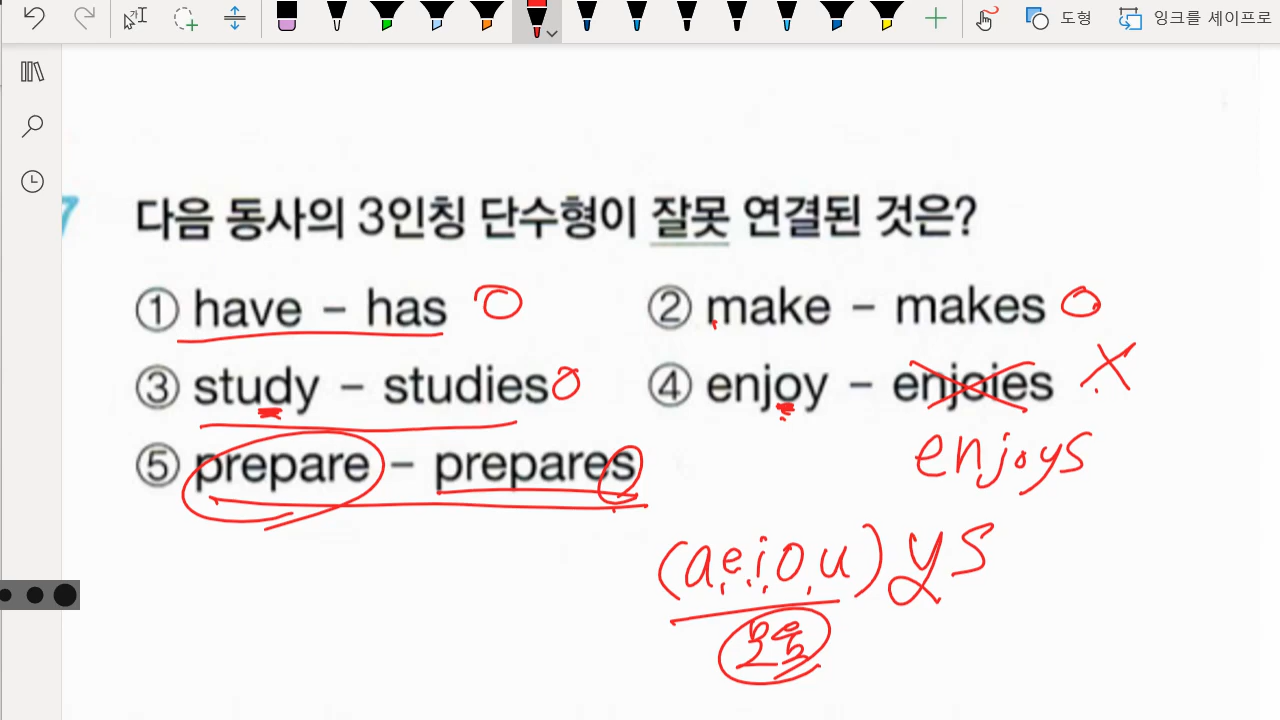 가
도형
잉크를 셰이프로
7
다음 동사의 3인칭 단수형이 잘못 연결된 것은?
① have – has O
② make – makes O
③ study – studies O
④ enjoy – enjoies X
enjoys
⑤ prepare – prepares
(a, e, i, o, u) ys
모음